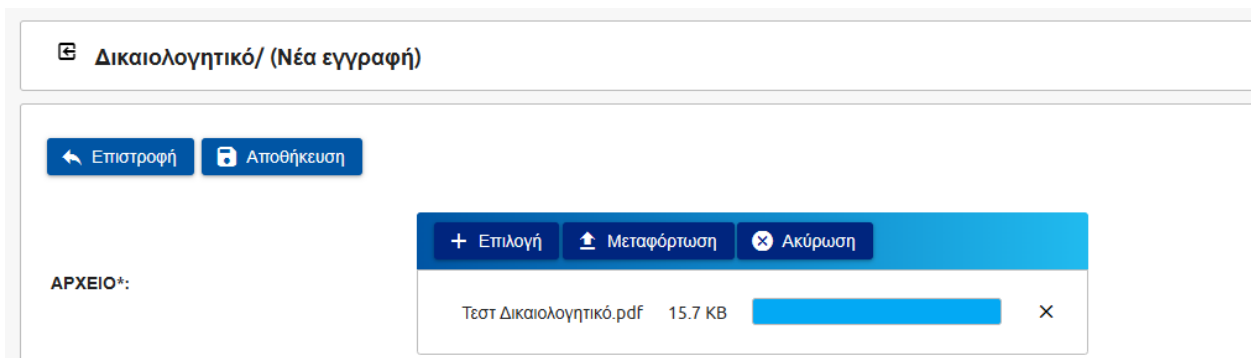 Δικαιολογητικό/ (Νέα εγγραφή)
Επιστροφή Αποθήκευση
+ Επιλογή Μεταφόρτωση Ακύρωση
ΑΡΧΕΙΟ*:
Τεστ Δικαιολογητικό.pdf 15.7 KB